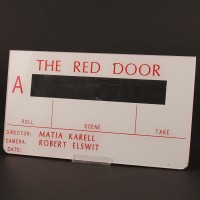 THE RED DOOR
A
ROLL SCENE TAKE
DIRECTOR: MATIA KARELL
CAMERA: ROBERT ELSWIT
DATE: